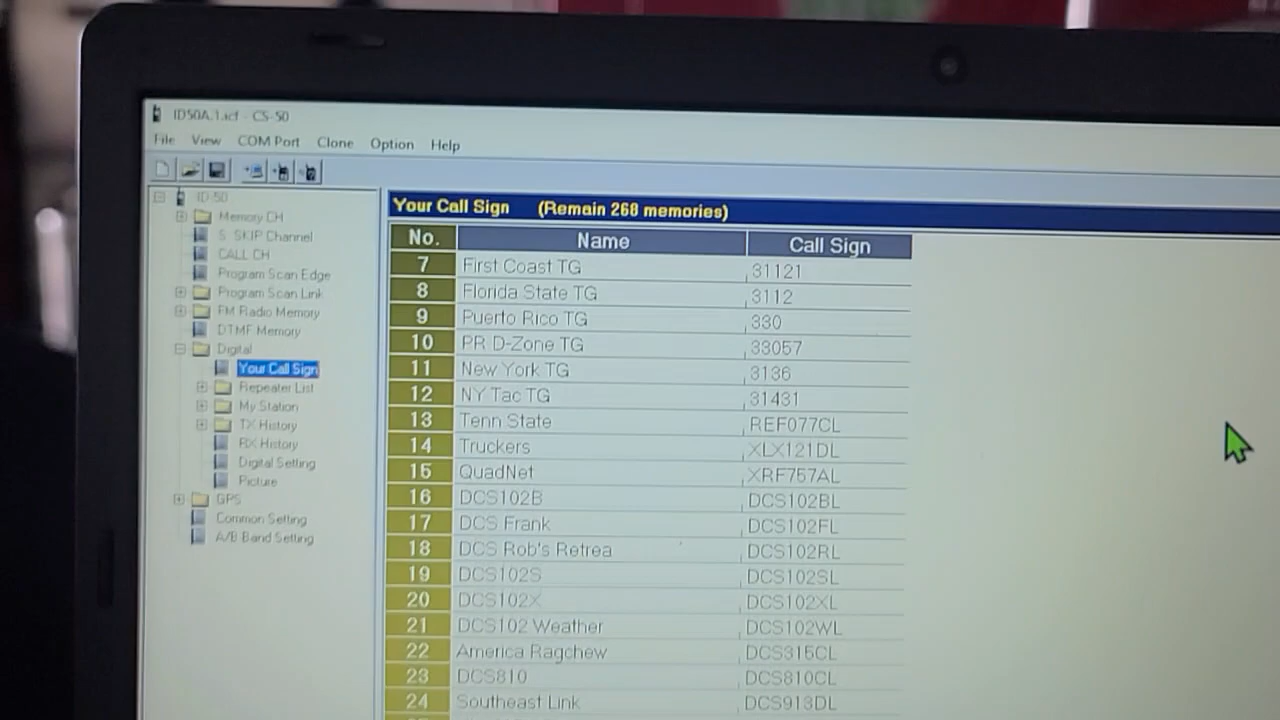 ID50A.1.icf - CS-50
File View COM Port Clone Option Help
ID-50
Memory CH
S. SKIP Channel
CALL CH
Program Scan Edge
Program Scan Link
FM Radio Memory
DTMF Memory
Digital
Your Call Sign
Repeater List
My Station
TX History
RX History
Digital Setting
Picture
GPS
Common Setting
A/B Band Setting
Your Call Sign (Remain 268 memories)
No. Name Call Sign
7 First Coast TG 31121
8 Florida State TG 3112
9 Puerto Rico TG 330
10 PR D-Zone TG 33057
11 New York TG 3136
12 NY Tac TG 31431
13 Tenn State REF077CL
14 Truckers XLX121DL
15 QuadNet XRF757AL
16 DCS102B DCS102BL
17 DCS Frank DCS102FL
18 DCS Rob's Retrea DCS102RL
19 DCS102S DCS102SL
20 DCS102X DCS102XL
21 DCS102 Weather DCS102WL
22 America Ragchew DCS315CL
23 DCS810 DCS810CL
24 Southeast Link DCS913DL